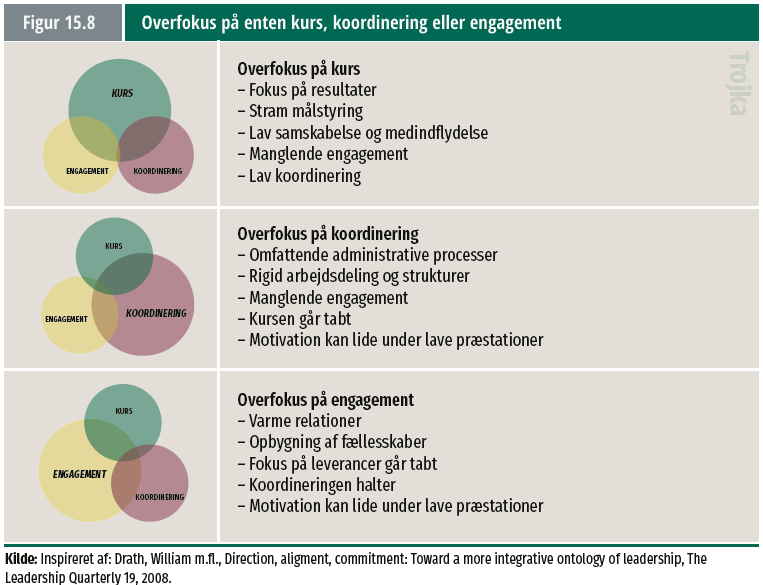 Figur 15.8
Overfokus på enten kurs, koordinering eller engagement
Trojka
KURS
ENGAGEMENT
KOORDINERING
Overfokus på kurs
– Fokus på resultater
– Stram målstyring
– Lav samskabelse og medindflydelse
– Manglende engagement
– Lav koordinering
KURS
ENGAGEMENT
KOORDINERING
Overfokus på koordinering
– Omfattende administrative processer
– Rigid arbejdsdeling og strukturer
– Manglende engagement
– Kursen går tabt
– Motivation kan lide under lave præstationer
KURS
ENGAGEMENT
KOORDINERING
Overfokus på engagement
– Varme relationer
– Opbygning af fællesskaber
– Fokus på leverancer går tabt
– Koordineringen halter
– Motivation kan lide under lave præstationer
Kilde: Inspireret af: Drath, William m.fl., Direction, aligment, commitment: Toward a more integrative ontology of leadership, The
Leadership Quarterly 19, 2008.